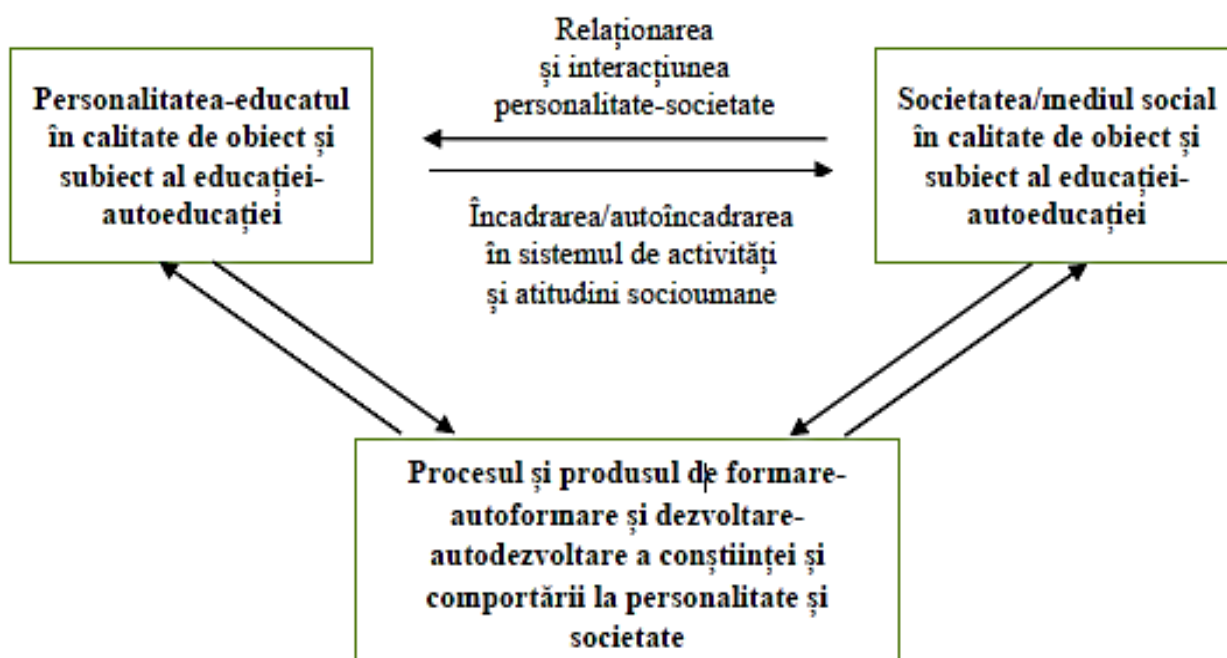 Relaționarea
și interacțiunea
personalitate-societate
Personalitatea-educatul
în calitate de obiect și
subiect al educației-
autoeducației
Societatea/mediul social
în calitate de obiect și
subiect al educației-
autoeducației
Încadrarea/autoîncadrarea
în sistemul de activități
și atitudini socioumane
Procesul și produsul de formare-
autoformare și dezvoltare-
autodezvoltare a conștiinței și
comportării la personalitate și
societate